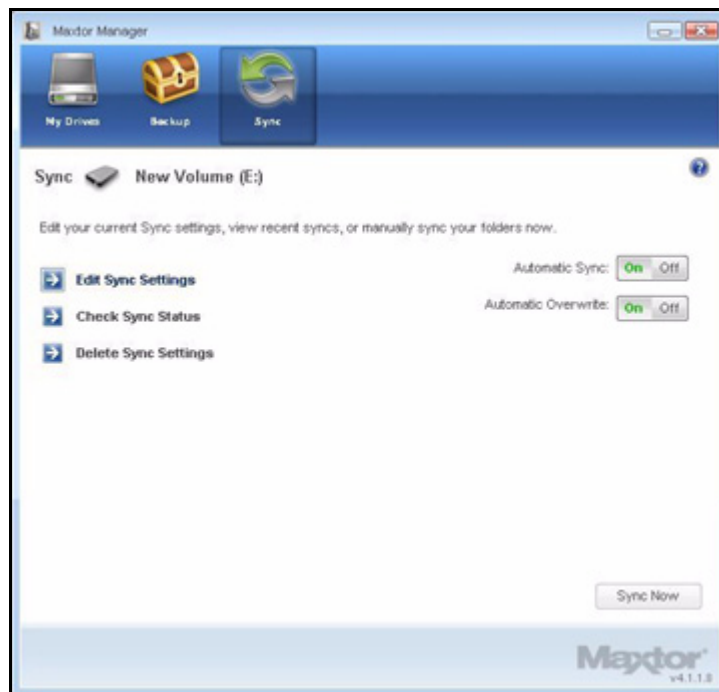 Maxtor Manager
My Drives Backup Sync
Sync New Volume (E:)
Edit your current Sync settings, view recent syncs, or manually sync your folders now.
Edit Sync Settings
Check Sync Status
Delete Sync Settings
Automatic Sync: On Off
Automatic Overwrite: On Off
Sync Now
Maxtor
v4.1.1.8